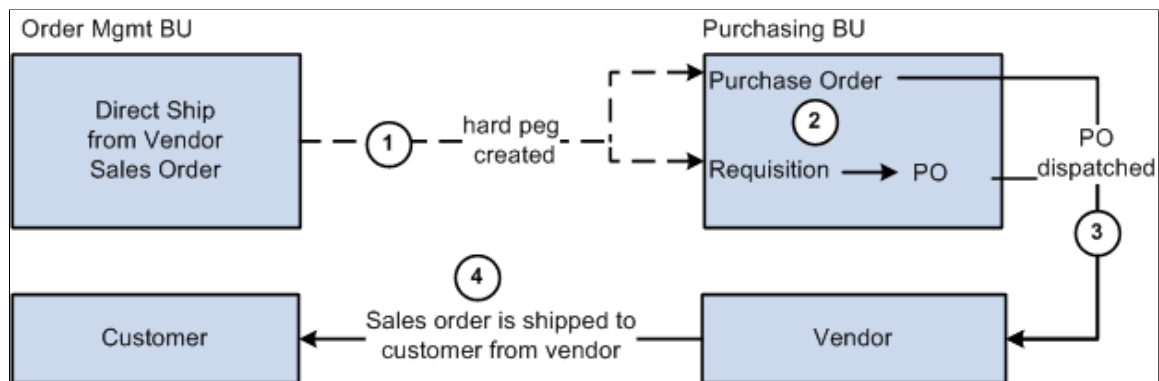 Order Mgmt BU
Purchasing BU
Direct Ship
from Vendor
Sales Order
1
hard peg
created
Purchase Order
2
Requisition
PO
PO
dispatched
3
4
Customer
Sales order is shipped to
customer from vendor
Vendor